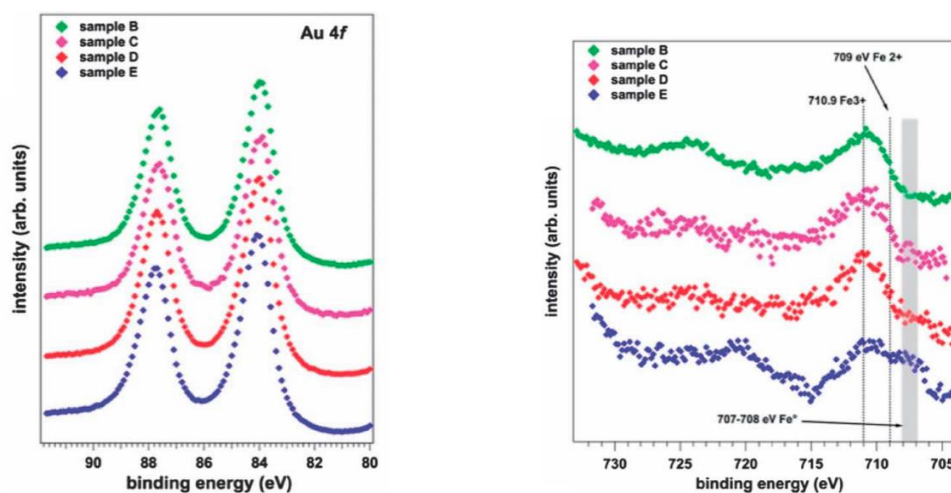 sample B
sample C
sample D
sample E
Au 4f
intensity (arb. units)
90 88 86 84 82 80
binding energy (eV)
sample B
sample C
sample D
sample E
709 eV Fe 2+
710.9 Fe3+
707-708 eV Fe*
intensity (arb. units)
730 725 720 715 710 705
binding energy (eV)